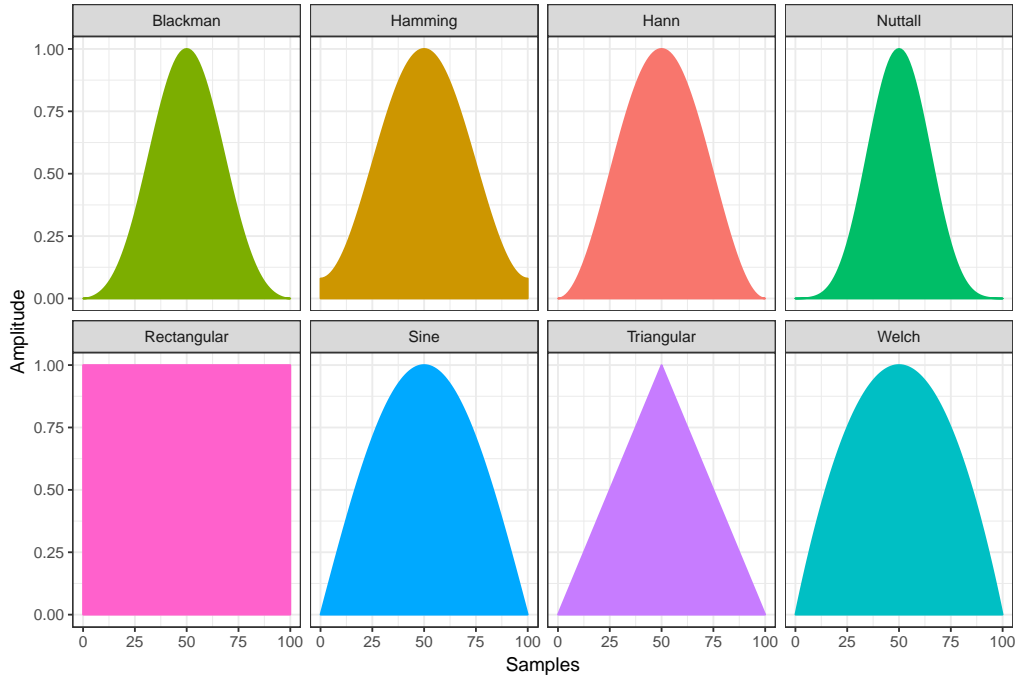 Blackman Hamming Hann Nuttall
1.00
0.75
0.50
0.25
0.00
Rectangular Sine Triangular Welch
1.00
0.75
0.50
0.25
0.00
0 25 50 75 100 0 25 50 75 100 0 25 50 75 100 0 25 50 75 100
Samples
Amplitude